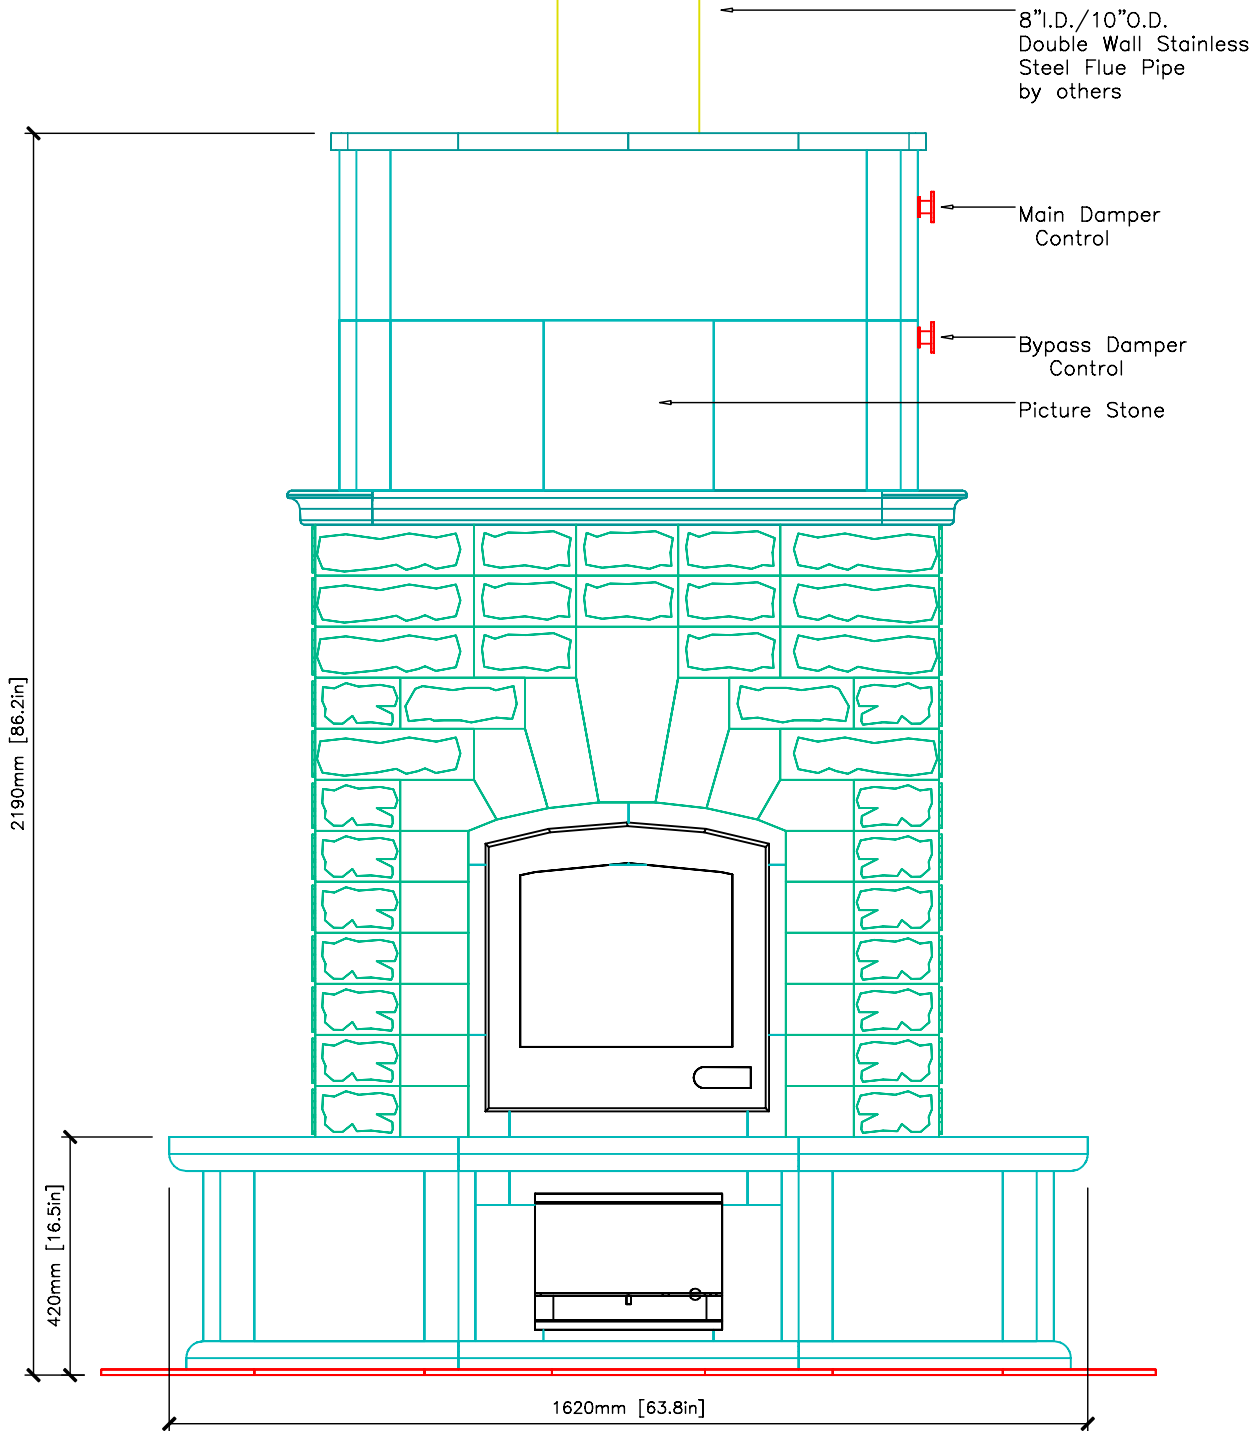 8"I.D./10"O.D.
Double Wall Stainless
Steel Flue Pipe
by others
Main Damper
Control
Bypass Damper
Control
Picture Stone
2190mm [86.2in]
420mm [16.5in]
1620mm [63.8in]